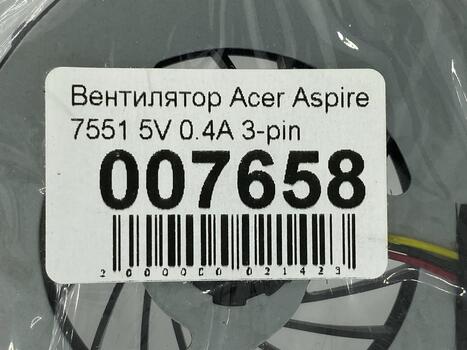 Вентилятор Acer Aspire
7551 5V 0.4A 3-pin
007658
2000000021423